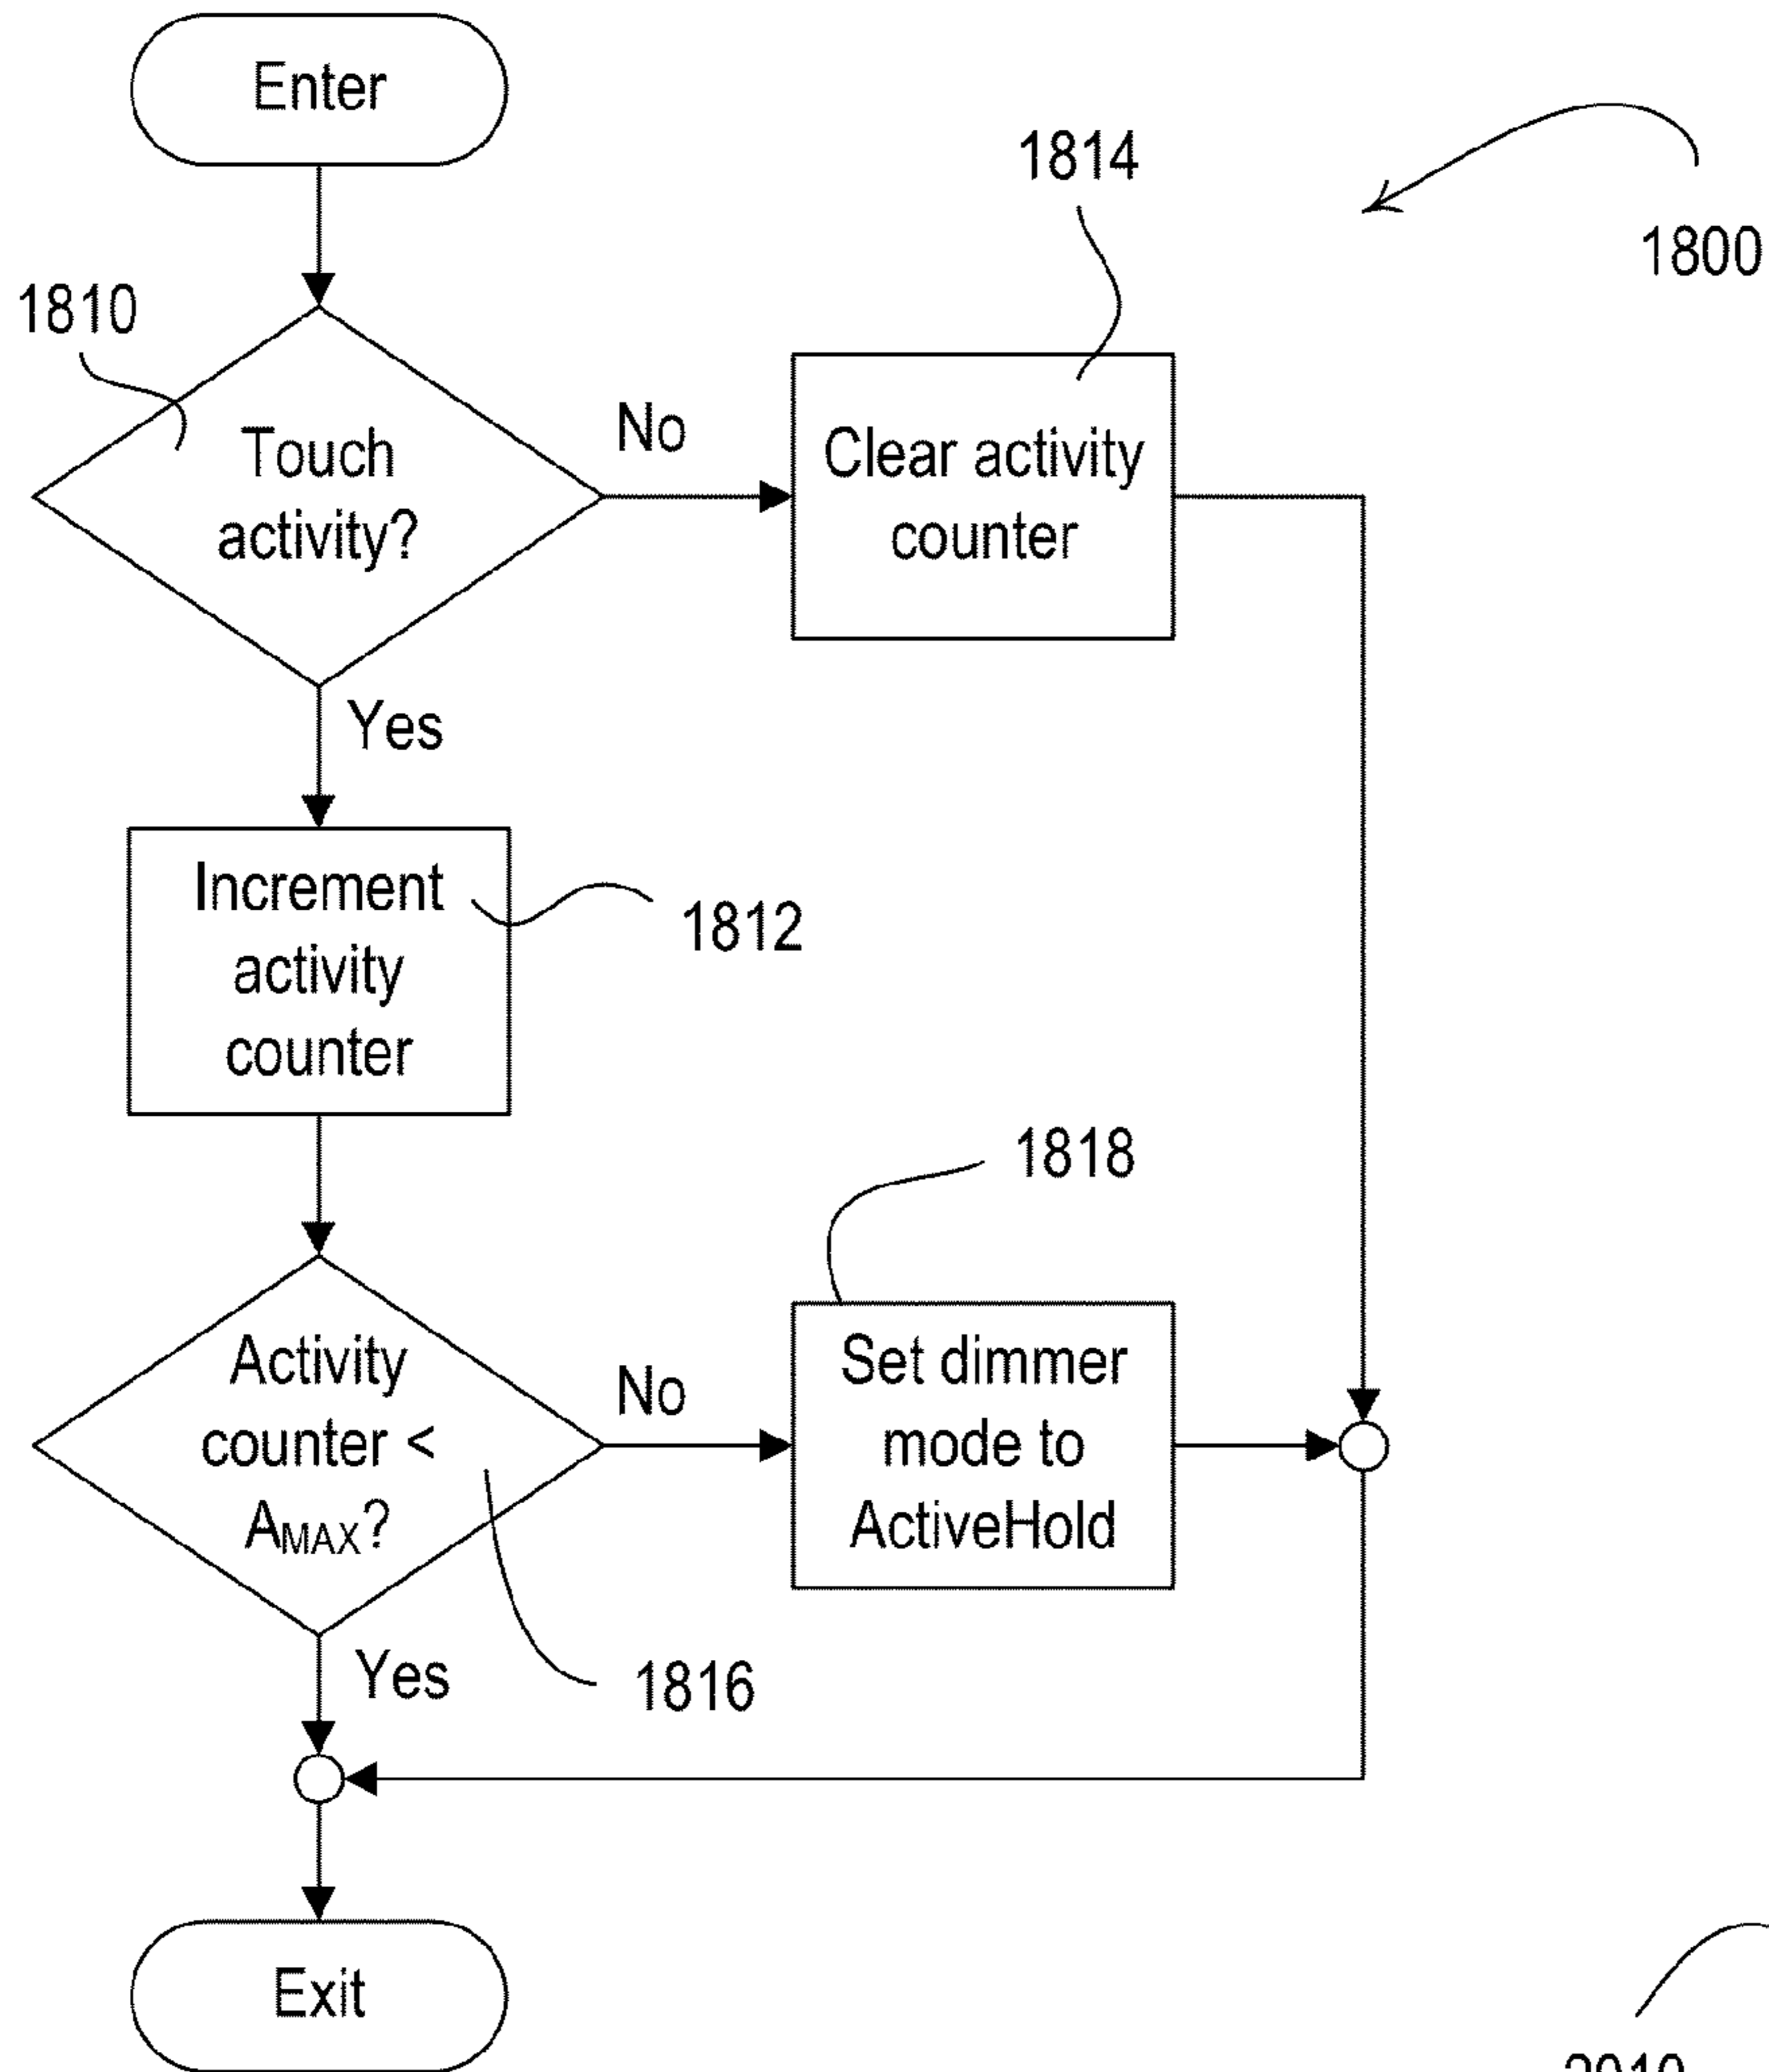 Enter
1814
1800
1810
Touch
activity?
No
Clear activity
counter
Yes
Increment
activity
counter
1812
1818
Activity
counter <
AMAX?
No
Set dimmer
mode to
ActiveHold
Yes
1816
Exit